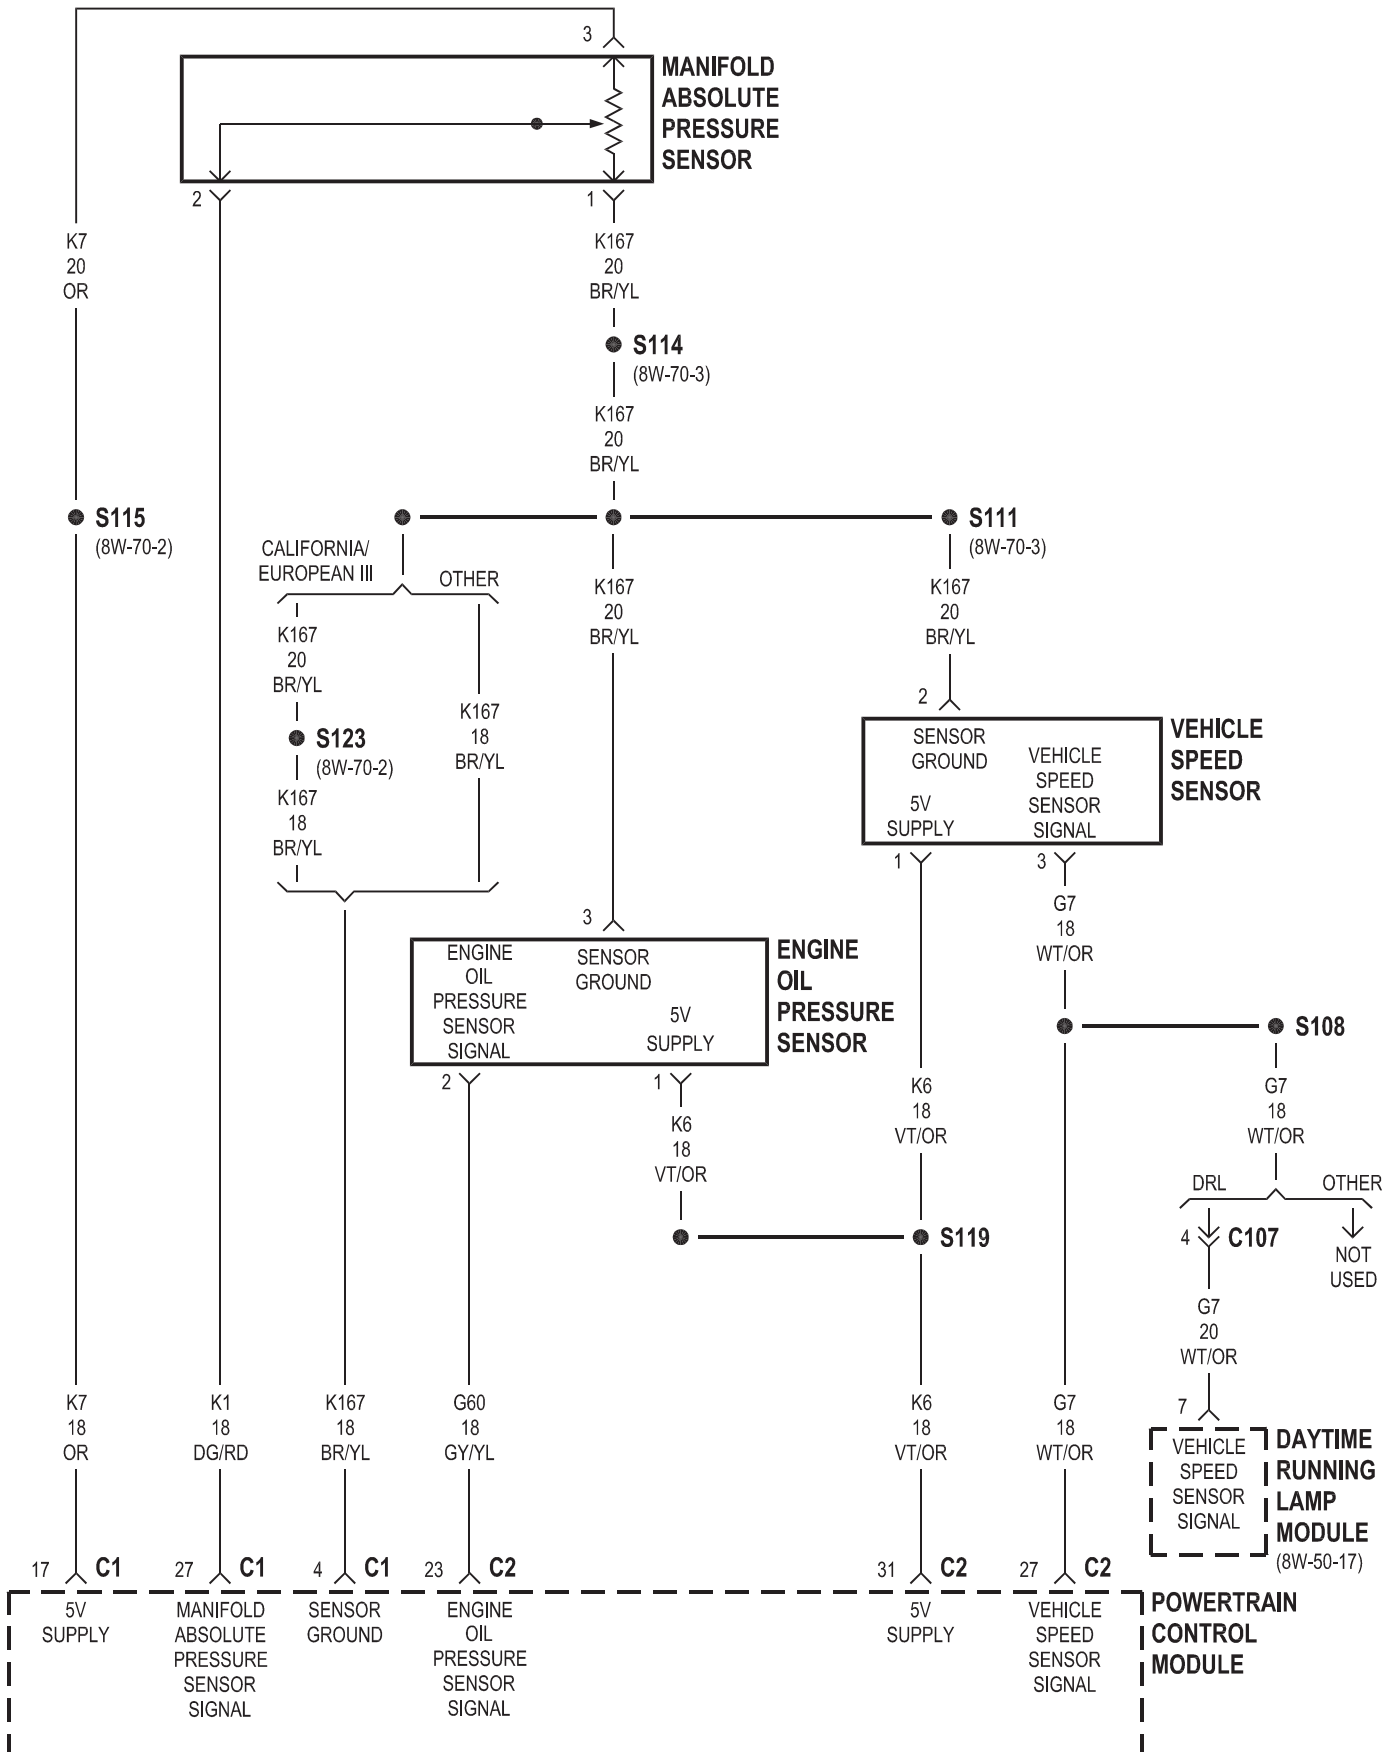 3
MANIFOLD
ABSOLUTE
PRESSURE
SENSOR
2
1
K7
20
OR
K167
20
BR/YL
S114
(8W-70-3)
K167
20
BR/YL
S115
(8W-70-2)
S111
(8W-70-3)
CALIFORNIA/
EUROPEAN III
OTHER
K167
20
BR/YL
K167
20
BR/YL
K167
20
BR/YL
S123
(8W-70-2)
K167
18
BR/YL
K167
18
BR/YL
2
SENSOR
GROUND
5V
SUPPLY
VEHICLE
SPEED
SENSOR
SIGNAL
VEHICLE
SPEED
SENSOR
1
3
G7
18
WT/OR
3
ENGINE
OIL
PRESSURE
SENSOR
SIGNAL
SENSOR
GROUND
5V
SUPPLY
ENGINE
OIL
PRESSURE
SENSOR
2
1
K6
18
VT/OR
K6
18
VT/OR
S108
G7
18
WT/OR
S119
DRL
OTHER
4
C107
NOT
USED
G7
20
WT/OR
7
VEHICLE
SPEED
SENSOR
SIGNAL
DAYTIME
RUNNING
LAMP
MODULE
(8W-50-17)
K7
18
OR
K1
18
DG/RD
K167
18
BR/YL
G60
18
GY/YL
K6
18
VT/OR
G7
18
WT/OR
17 C1
27 C1
4 C1
23 C2
31 C2
27 C2
5V
SUPPLY
MANIFOLD
ABSOLUTE
PRESSURE
SENSOR
SIGNAL
SENSOR
GROUND
ENGINE
OIL
PRESSURE
SENSOR
SIGNAL
5V
SUPPLY
VEHICLE
SPEED
SENSOR
SIGNAL
POWERTRAIN
CONTROL
MODULE